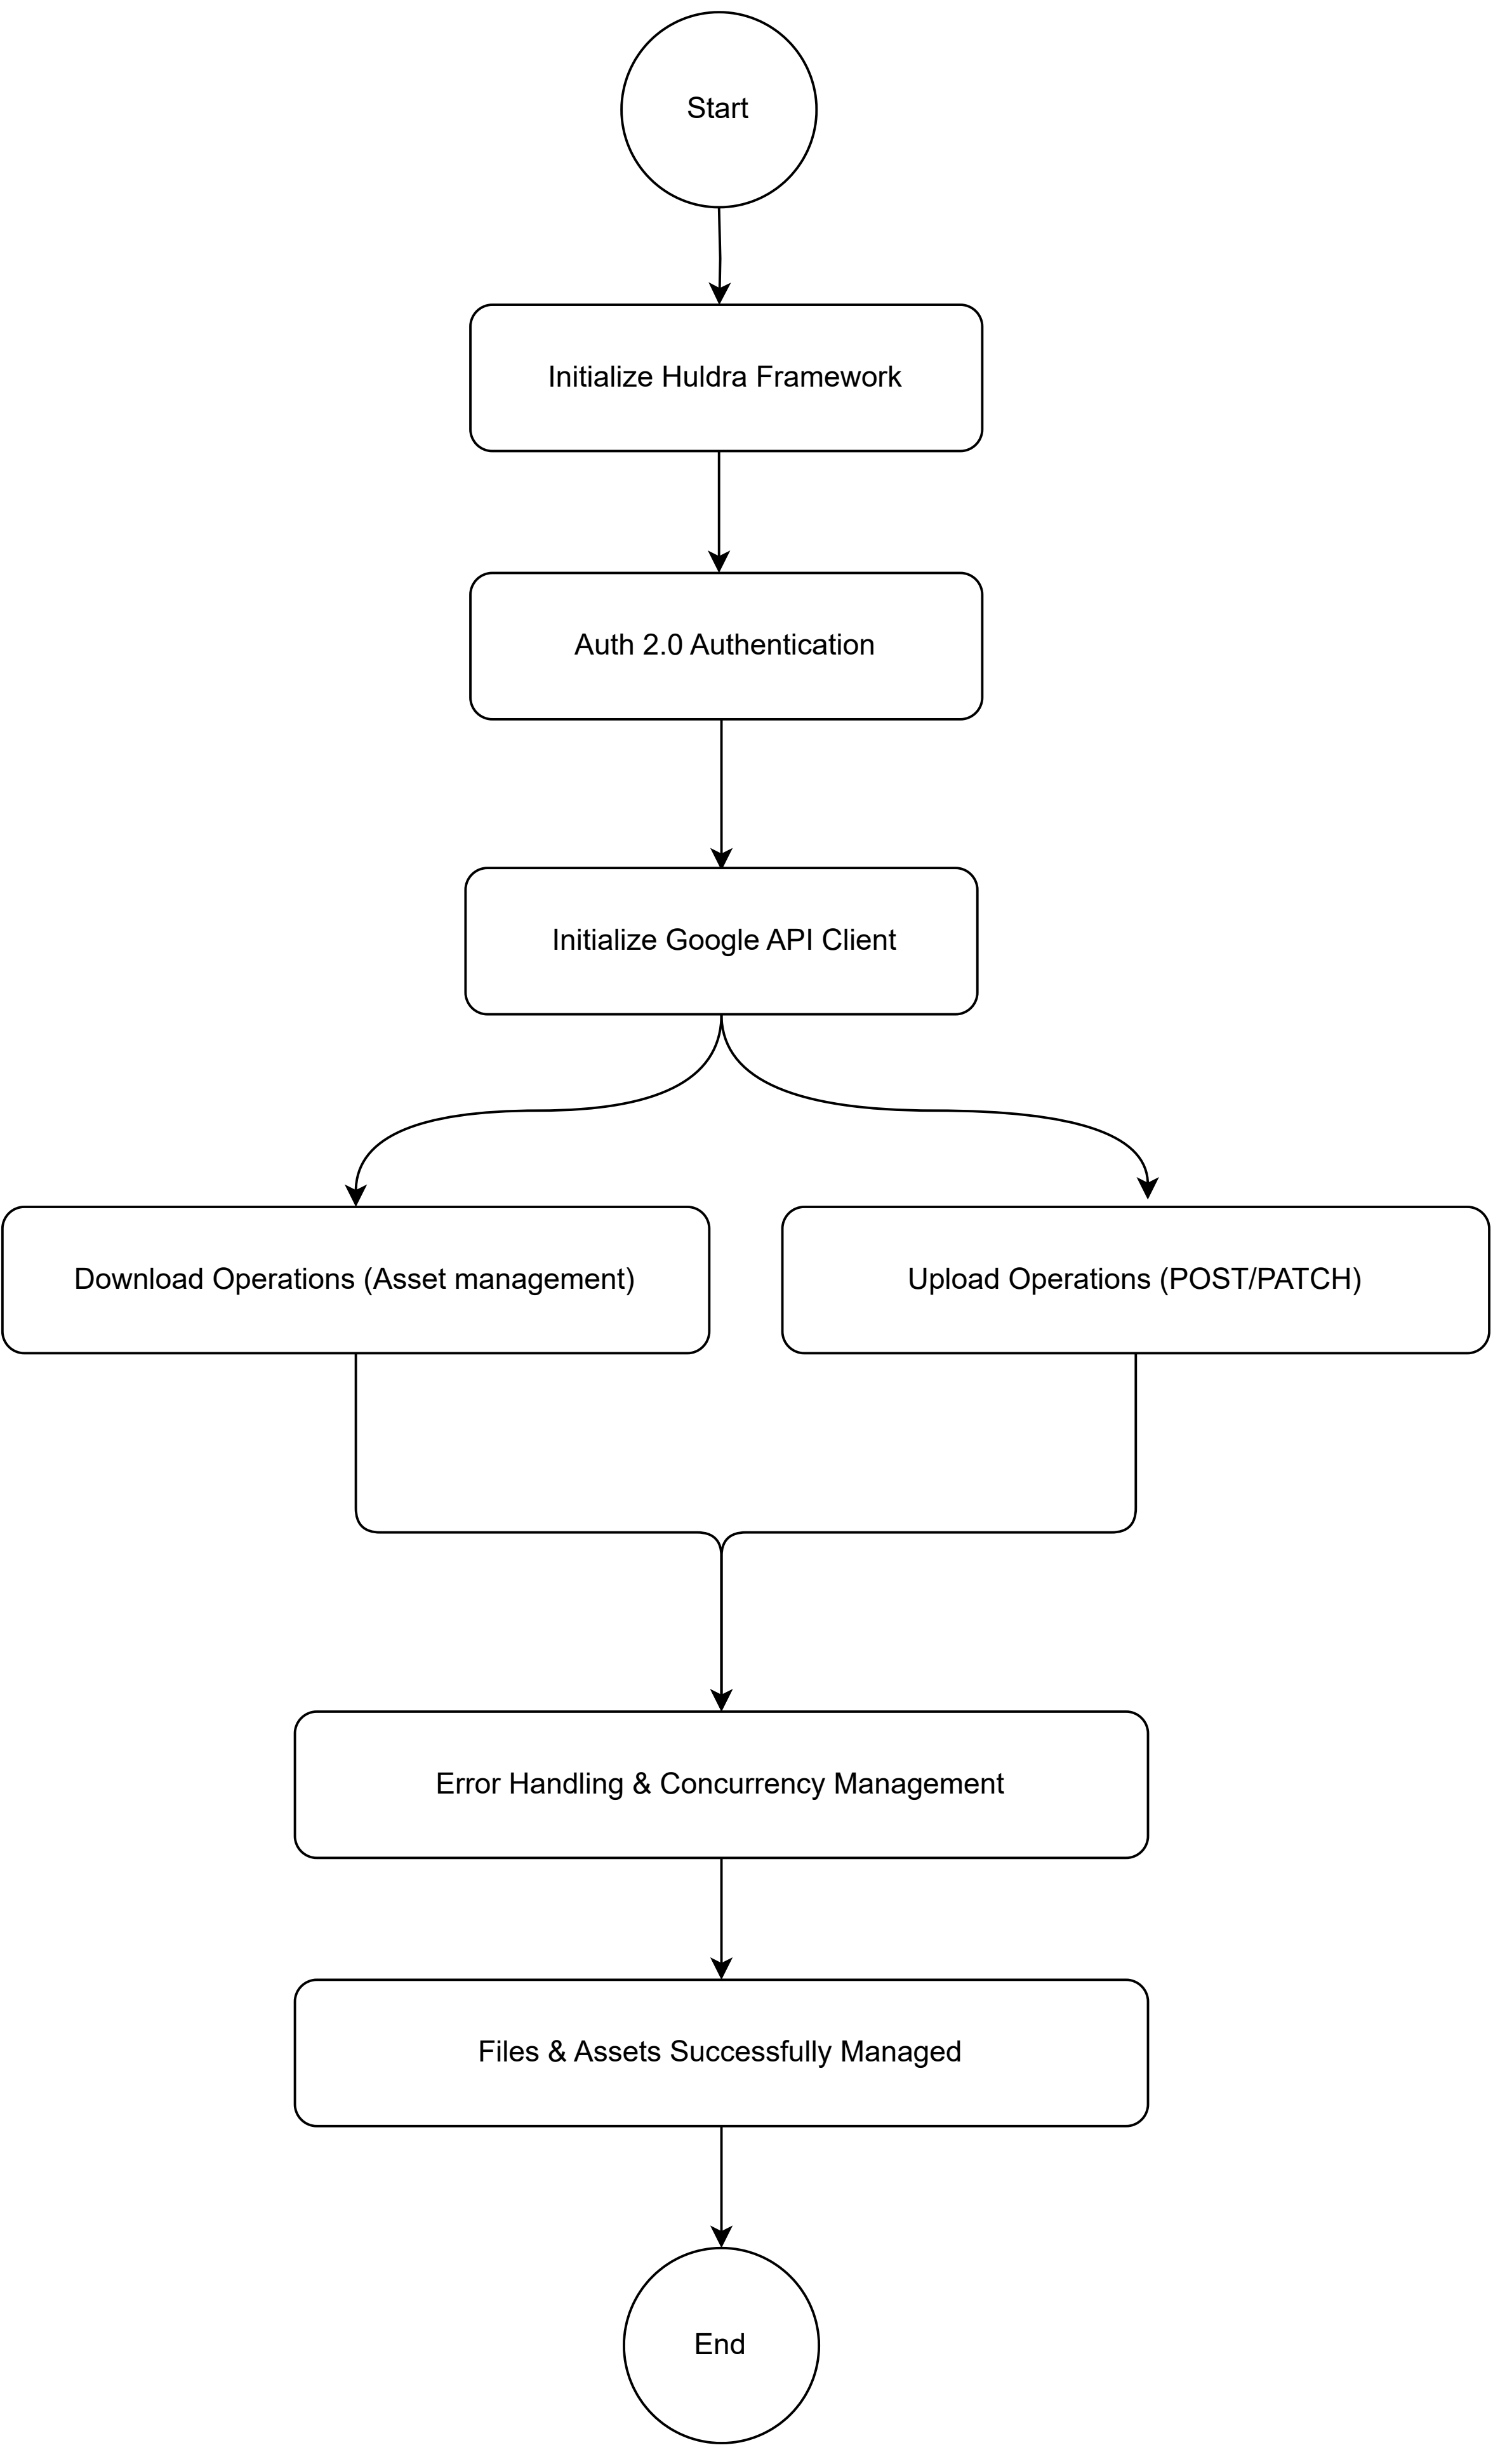 Start
Initialize Huldra Framework
Auth 2.0 Authentication
Initialize Google API Client
Download Operations (Asset management)
Upload Operations (POST/PATCH)
Error Handling & Concurrency Management
Files & Assets Successfully Managed
End